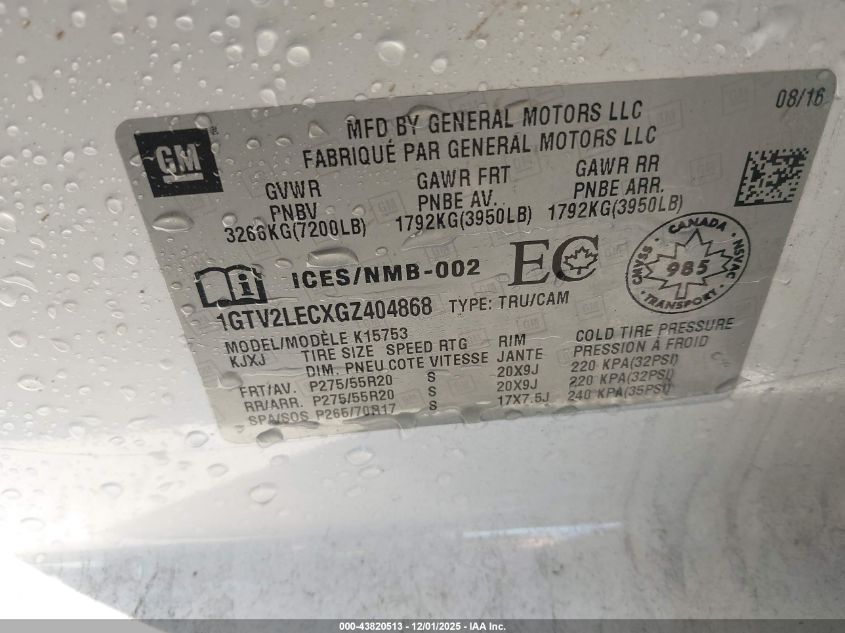 08/16
MFD BY GENERAL MOTORS LLC
FABRIQUÉ PAR GENERAL MOTORS LLC
GM
GVWR GAWR FRT GAWR RR
PNBV PNBE AV. PNBE ARR.
3266KG(7200LB) 1792KG(3950LB) 1792KG(3950LB)
i ICES/NMB-002 EC
CANADA CMVSS NSVAC 985 TRANSPORT
1GTV2LECXGZ404868 TYPE: TRU/CAM
MODEL/MODÈLE K15753
KJXJ TIRE SIZE SPEED RTG RIM COLD TIRE PRESSURE
DIM. PNEU COTE VITESSE JANTE PRESSION À FROID
FRT/AV. P275/55R20 S 20X9J 220 KPA(32PSI)
RR/ARR. P275/55R20 S 20X9J 220 KPA(32PSI)
SPA/SOS P265/70R17 S 17X7.5J 240 KPA(35PSI)
000-43820513 - 12/01/2025 - IAA Inc.